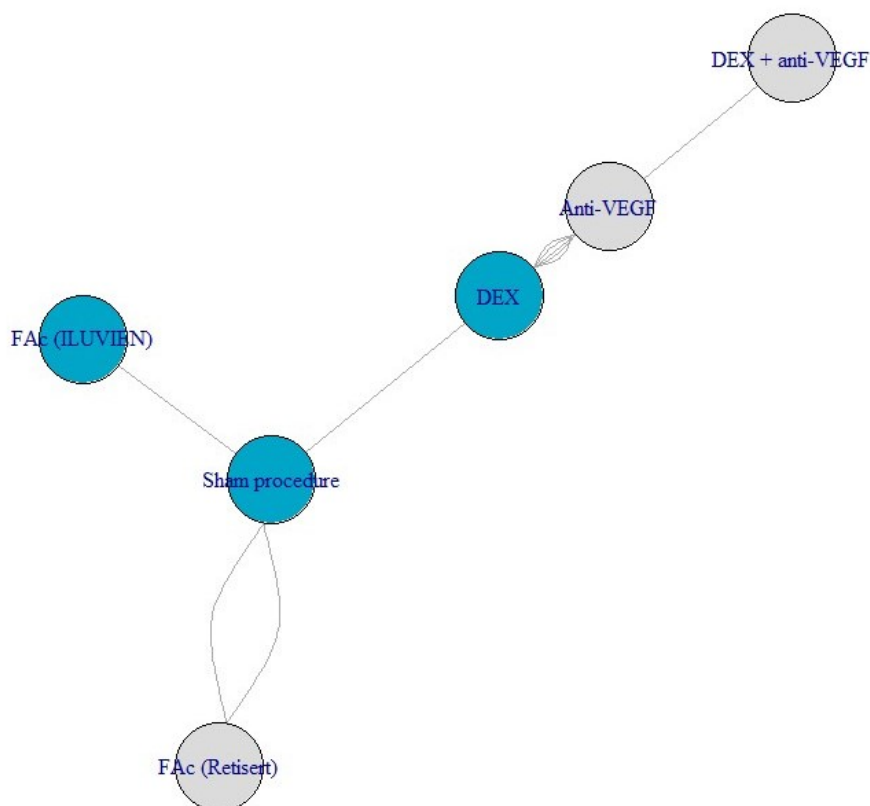 DEX + anti-VEGF
Anti-VEGF
DEX
FAc (ILUVIEN)
Sham procedure
FAc (Retisert)